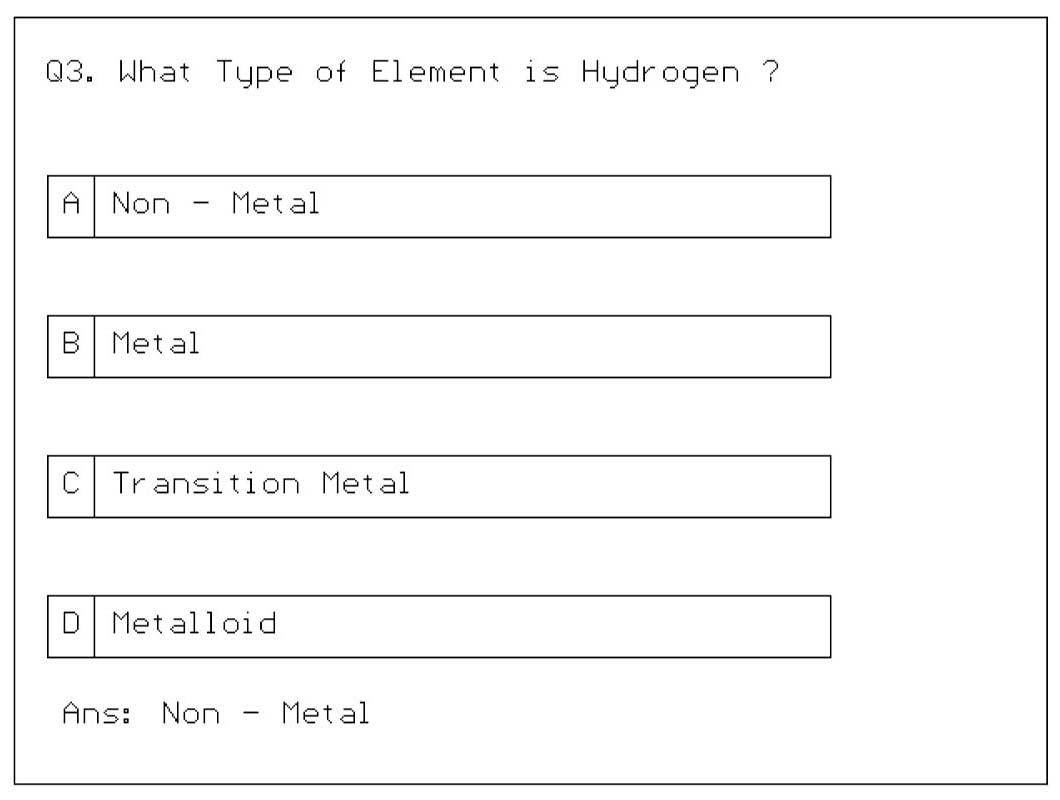 Q3. What Type of Element is Hydrogen ?
A Non - Metal
B Metal
C Transition Metal
D Metalloid
Ans: Non - Metal